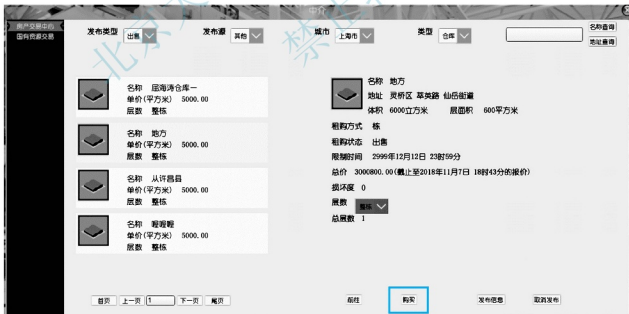 中介
房产交易中心
国有资源交易
发布类型 出售 发布源 其他 城市 上海市 类型 仓库 名称查询
地址查询
名称 屈海涛仓库一
单价(平方米) 5000.00
层数 整栋
名称 地方
单价(平方米) 5000.00
层数 整栋
名称 从许昌县
单价(平方米) 5000.00
层数 整栋
名称 喔喔喔
单价(平方米) 5000.00
层数 整栋
首页 上一页 1 下一页 尾页
名称 地方
地址 灵桥区 萃英路 仙岳街道
体积 6000立方米 层面积 600平方米
租购方式 栋
租购状态 出售
限制时间 2999年12月12日 23时59分
总价 3000800.00(截止至2018年11月7日 18时43分的报价)
损坏度 0
层数 整栋
总层数 1
前往 购买 发布信息 取消发布